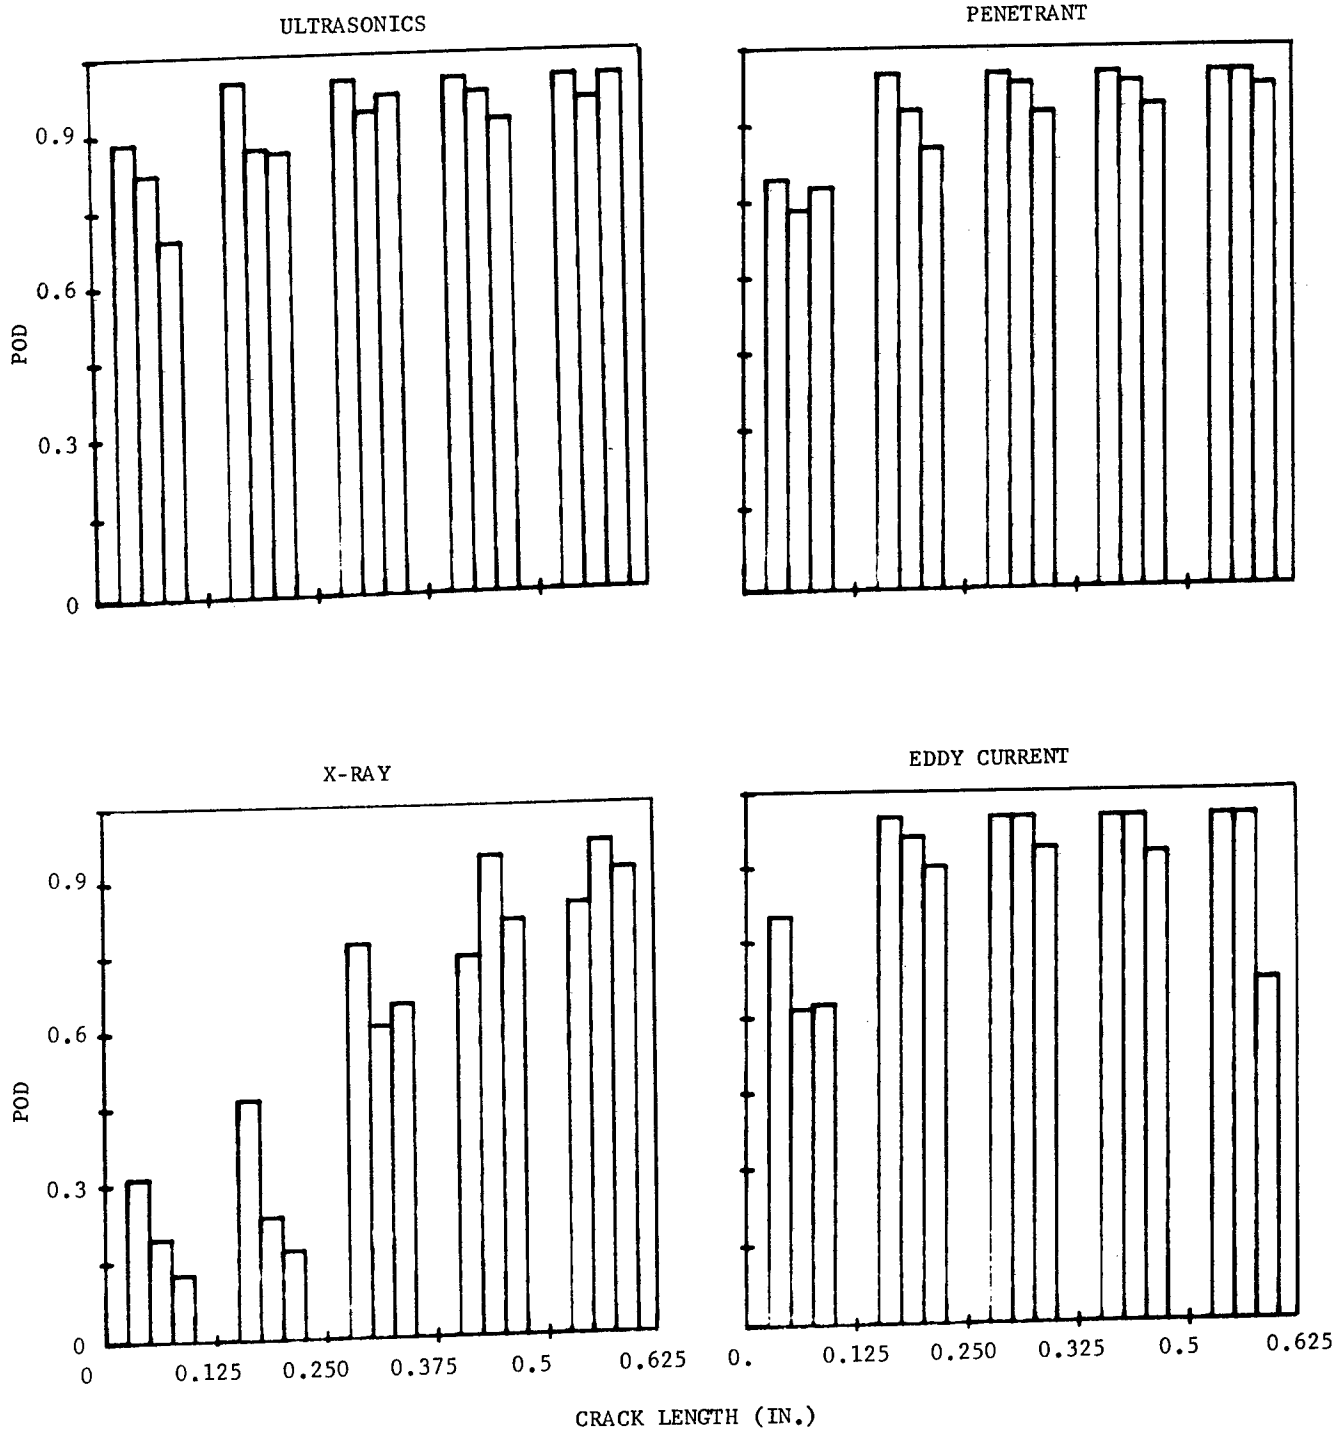 ULTRASONICS
PENETRANT
0.9
0.6
POD
0.3
0
X-RAY
EDDY CURRENT
0.9
0.6
POD
0.3
0
0 0.125 0.250 0.375 0.5 0.625
0. 0.125 0.250 0.325 0.5 0.625
CRACK LENGTH (IN.)